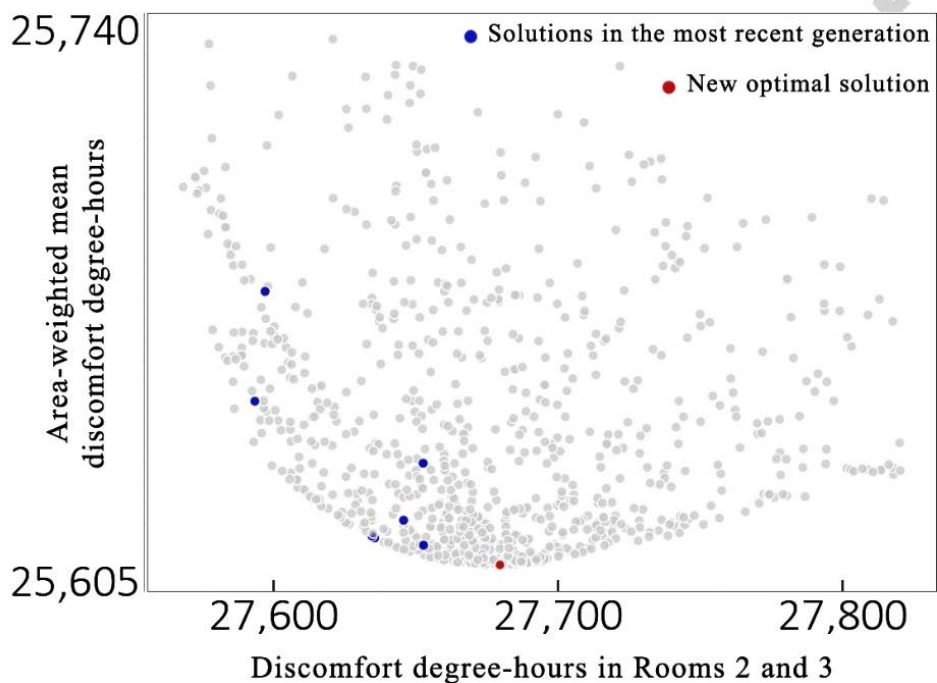 25,740
Solutions in the most recent generation
New optimal solution
Area-weighted mean
discomfort degree-hours
25,605
27,600
27,700
27,800
Discomfort degree-hours in Rooms 2 and 3